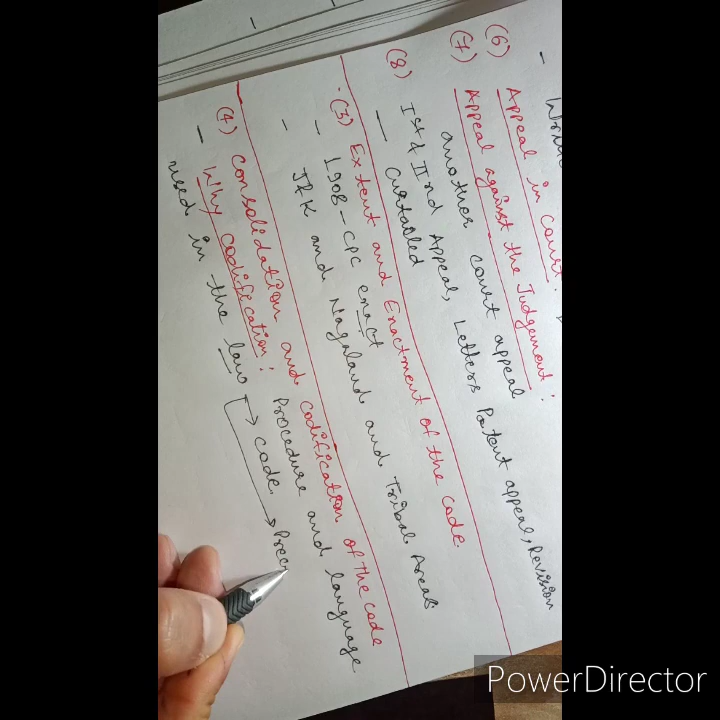 (6) Appeal in court:
(7) Appeal against the Judgement:
another court appeal
(8) Ist & IInd Appeal, Letters Patent appeal, Revision
— Curtailed
(3) Extent and Enactment of the code
- 1908 - CPC enact
- J&K and Nagaland and Tribal Areas
(4) Consolidation and codification of the code
- Why codification: Procedure and language
used in the law → code
→ Prec
PowerDirector